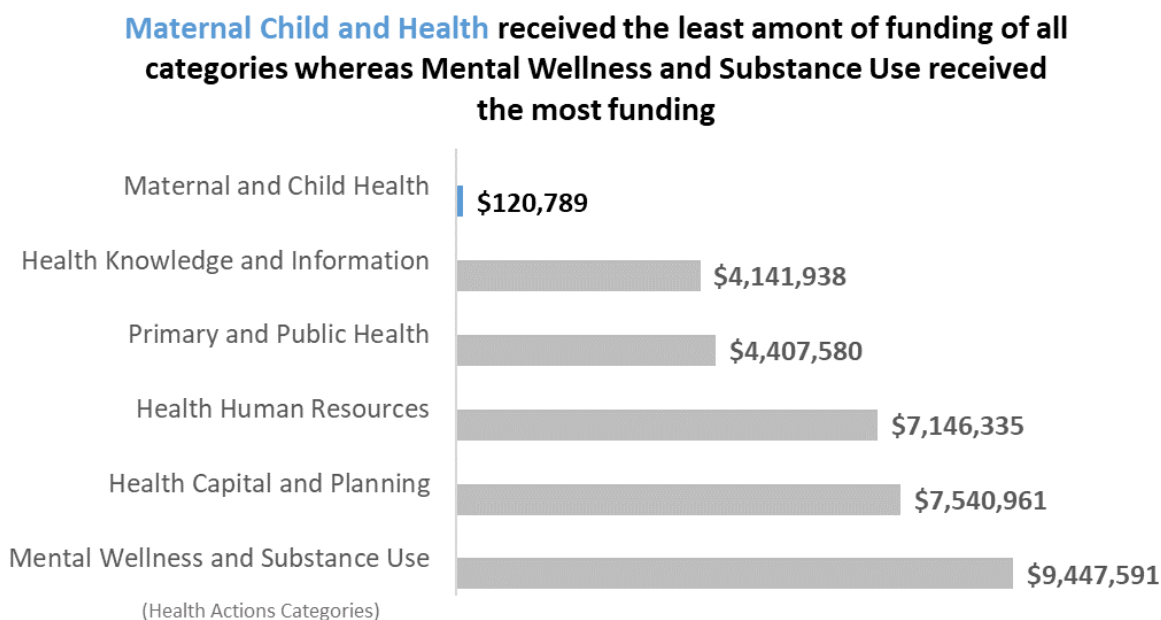 Maternal Child and Health received the least amont of funding of all
categories whereas Mental Wellness and Substance Use received
the most funding
Maternal and Child Health $120,789
Health Knowledge and Information $4,141,938
Primary and Public Health $4,407,580
Health Human Resources $7,146,335
Health Capital and Planning $7,540,961
Mental Wellness and Substance Use $9,447,591
(Health Actions Categories)